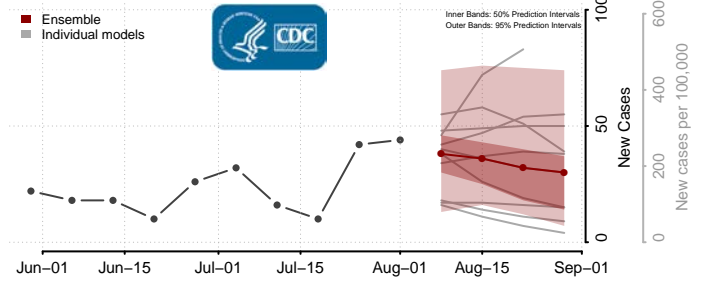 Ensemble
Individual models
CDC
Inner Bands: 50% Prediction Intervals
Outer Bands: 95% Prediction Intervals
0
50
100
New Cases
0
200
400
600
New cases per 100,000
Jun−01
Jun−15
Jul−01
Jul−15
Aug−01
Aug−15
Sep−01